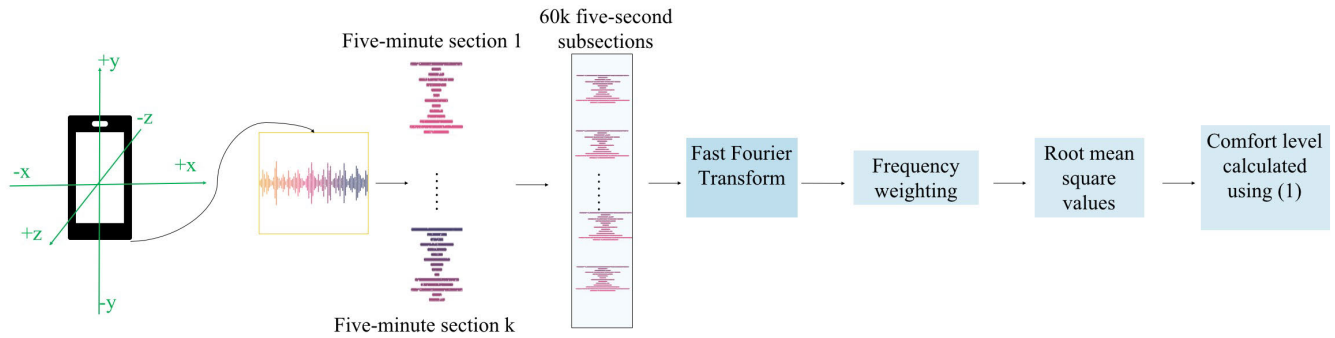 +y
-z
-x
+x
+z
-y
Five-minute section 1
Five-minute section k
60k five-second
subsections
Fast Fourier
Transform
Frequency
weighting
Root mean
square
values
Comfort level
calculated
using (1)